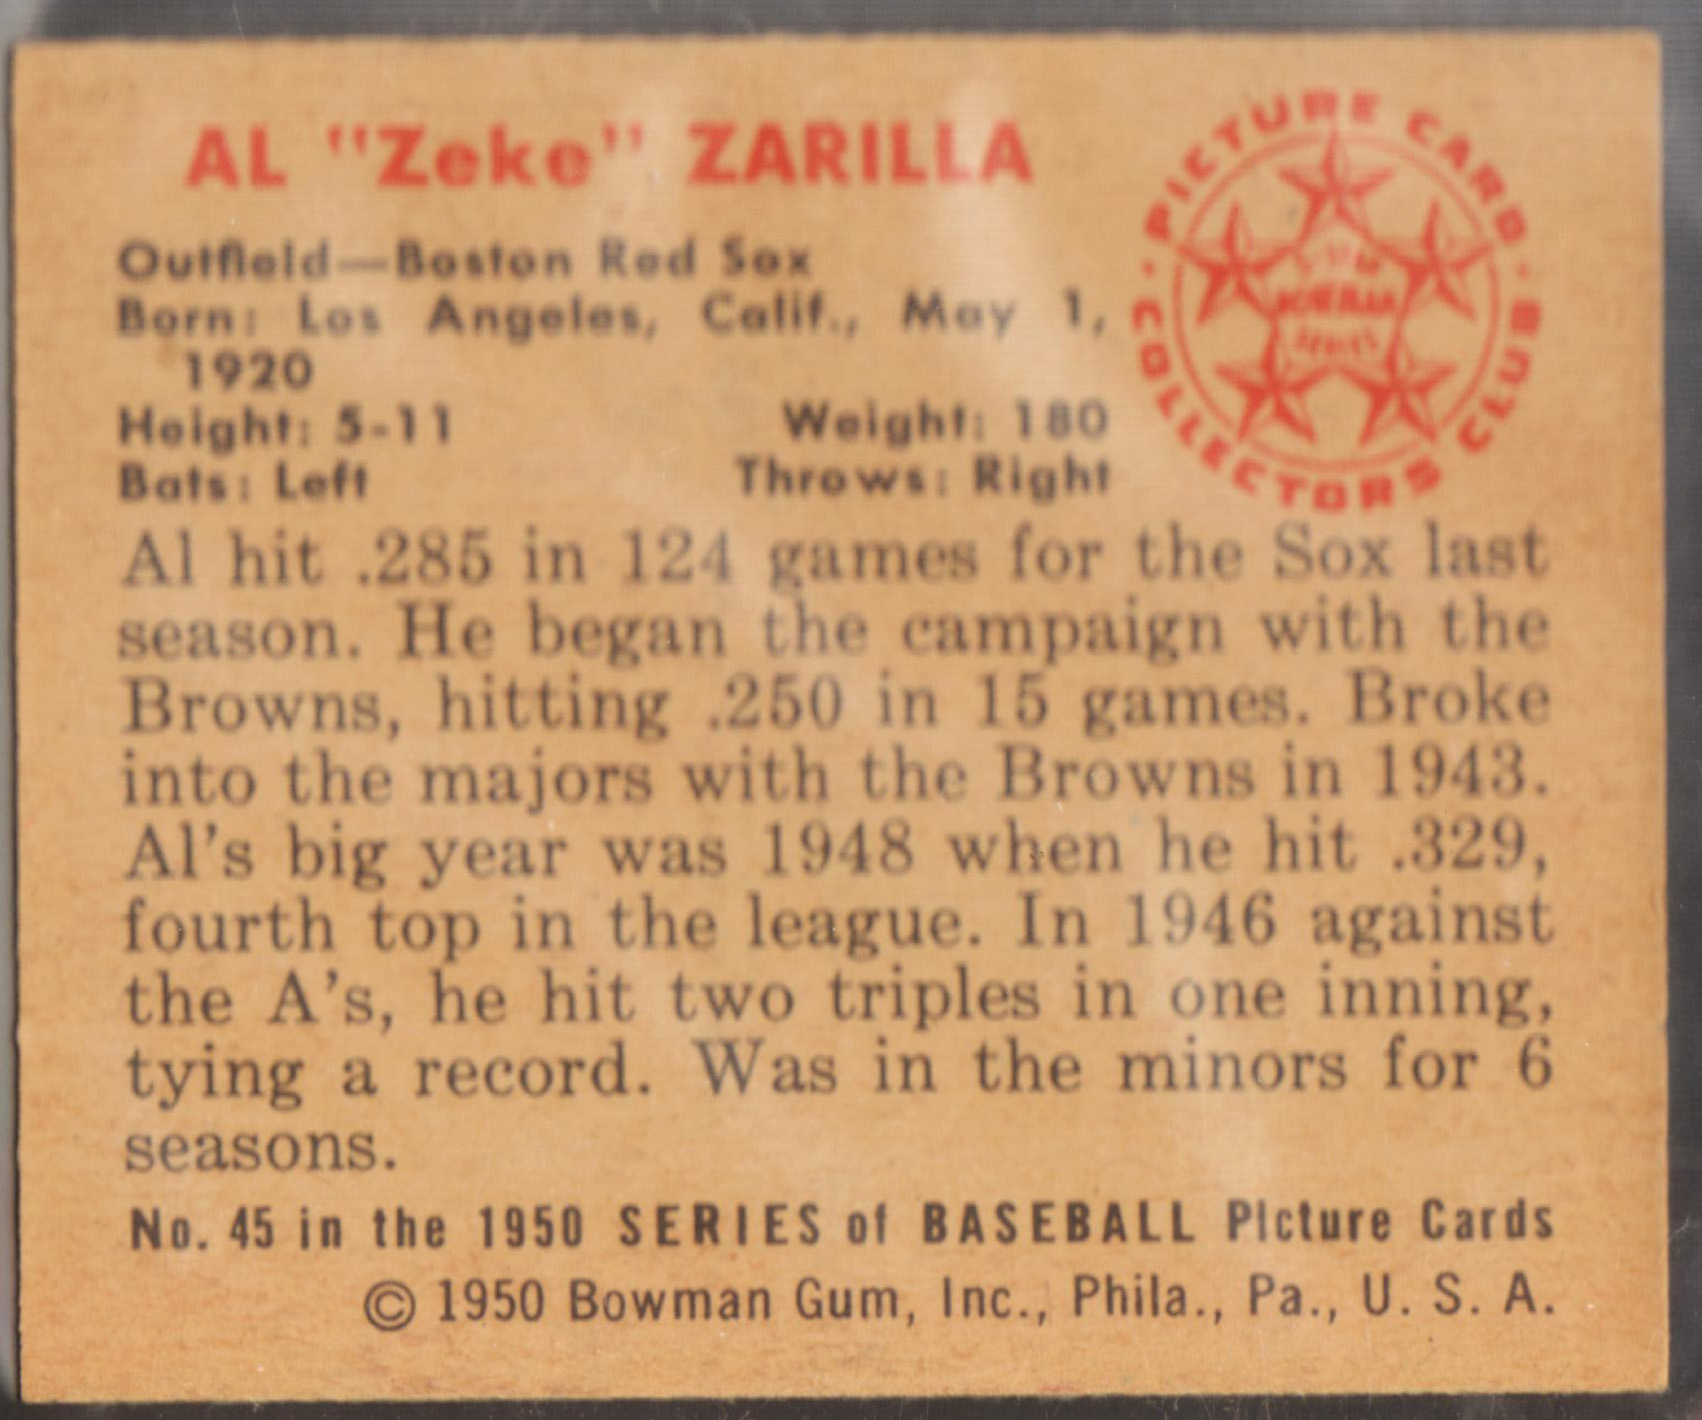 AL "Zeke" ZARILLA
Outfield—Boston Red Sox
Born: Los Angeles, Calif., May 1,
1920
Height: 5-11 Weight: 180
Bats: Left Throws: Right
PICTURE CARD
COLLECTORS CLUB
5-STAR
BOWMAN
SERIES
Al hit .285 in 124 games for the Sox last
season. He began the campaign with the
Browns, hitting .250 in 15 games. Broke
into the majors with the Browns in 1943.
Al's big year was 1948 when he hit .329,
fourth top in the league. In 1946 against
the A's, he hit two triples in one inning,
tying a record. Was in the minors for 6
seasons.
No. 45 in the 1950 SERIES of BASEBALL Picture Cards
© 1950 Bowman Gum, Inc., Phila., Pa., U. S. A.